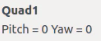 Quad1
Pitch = 0 Yaw = 0